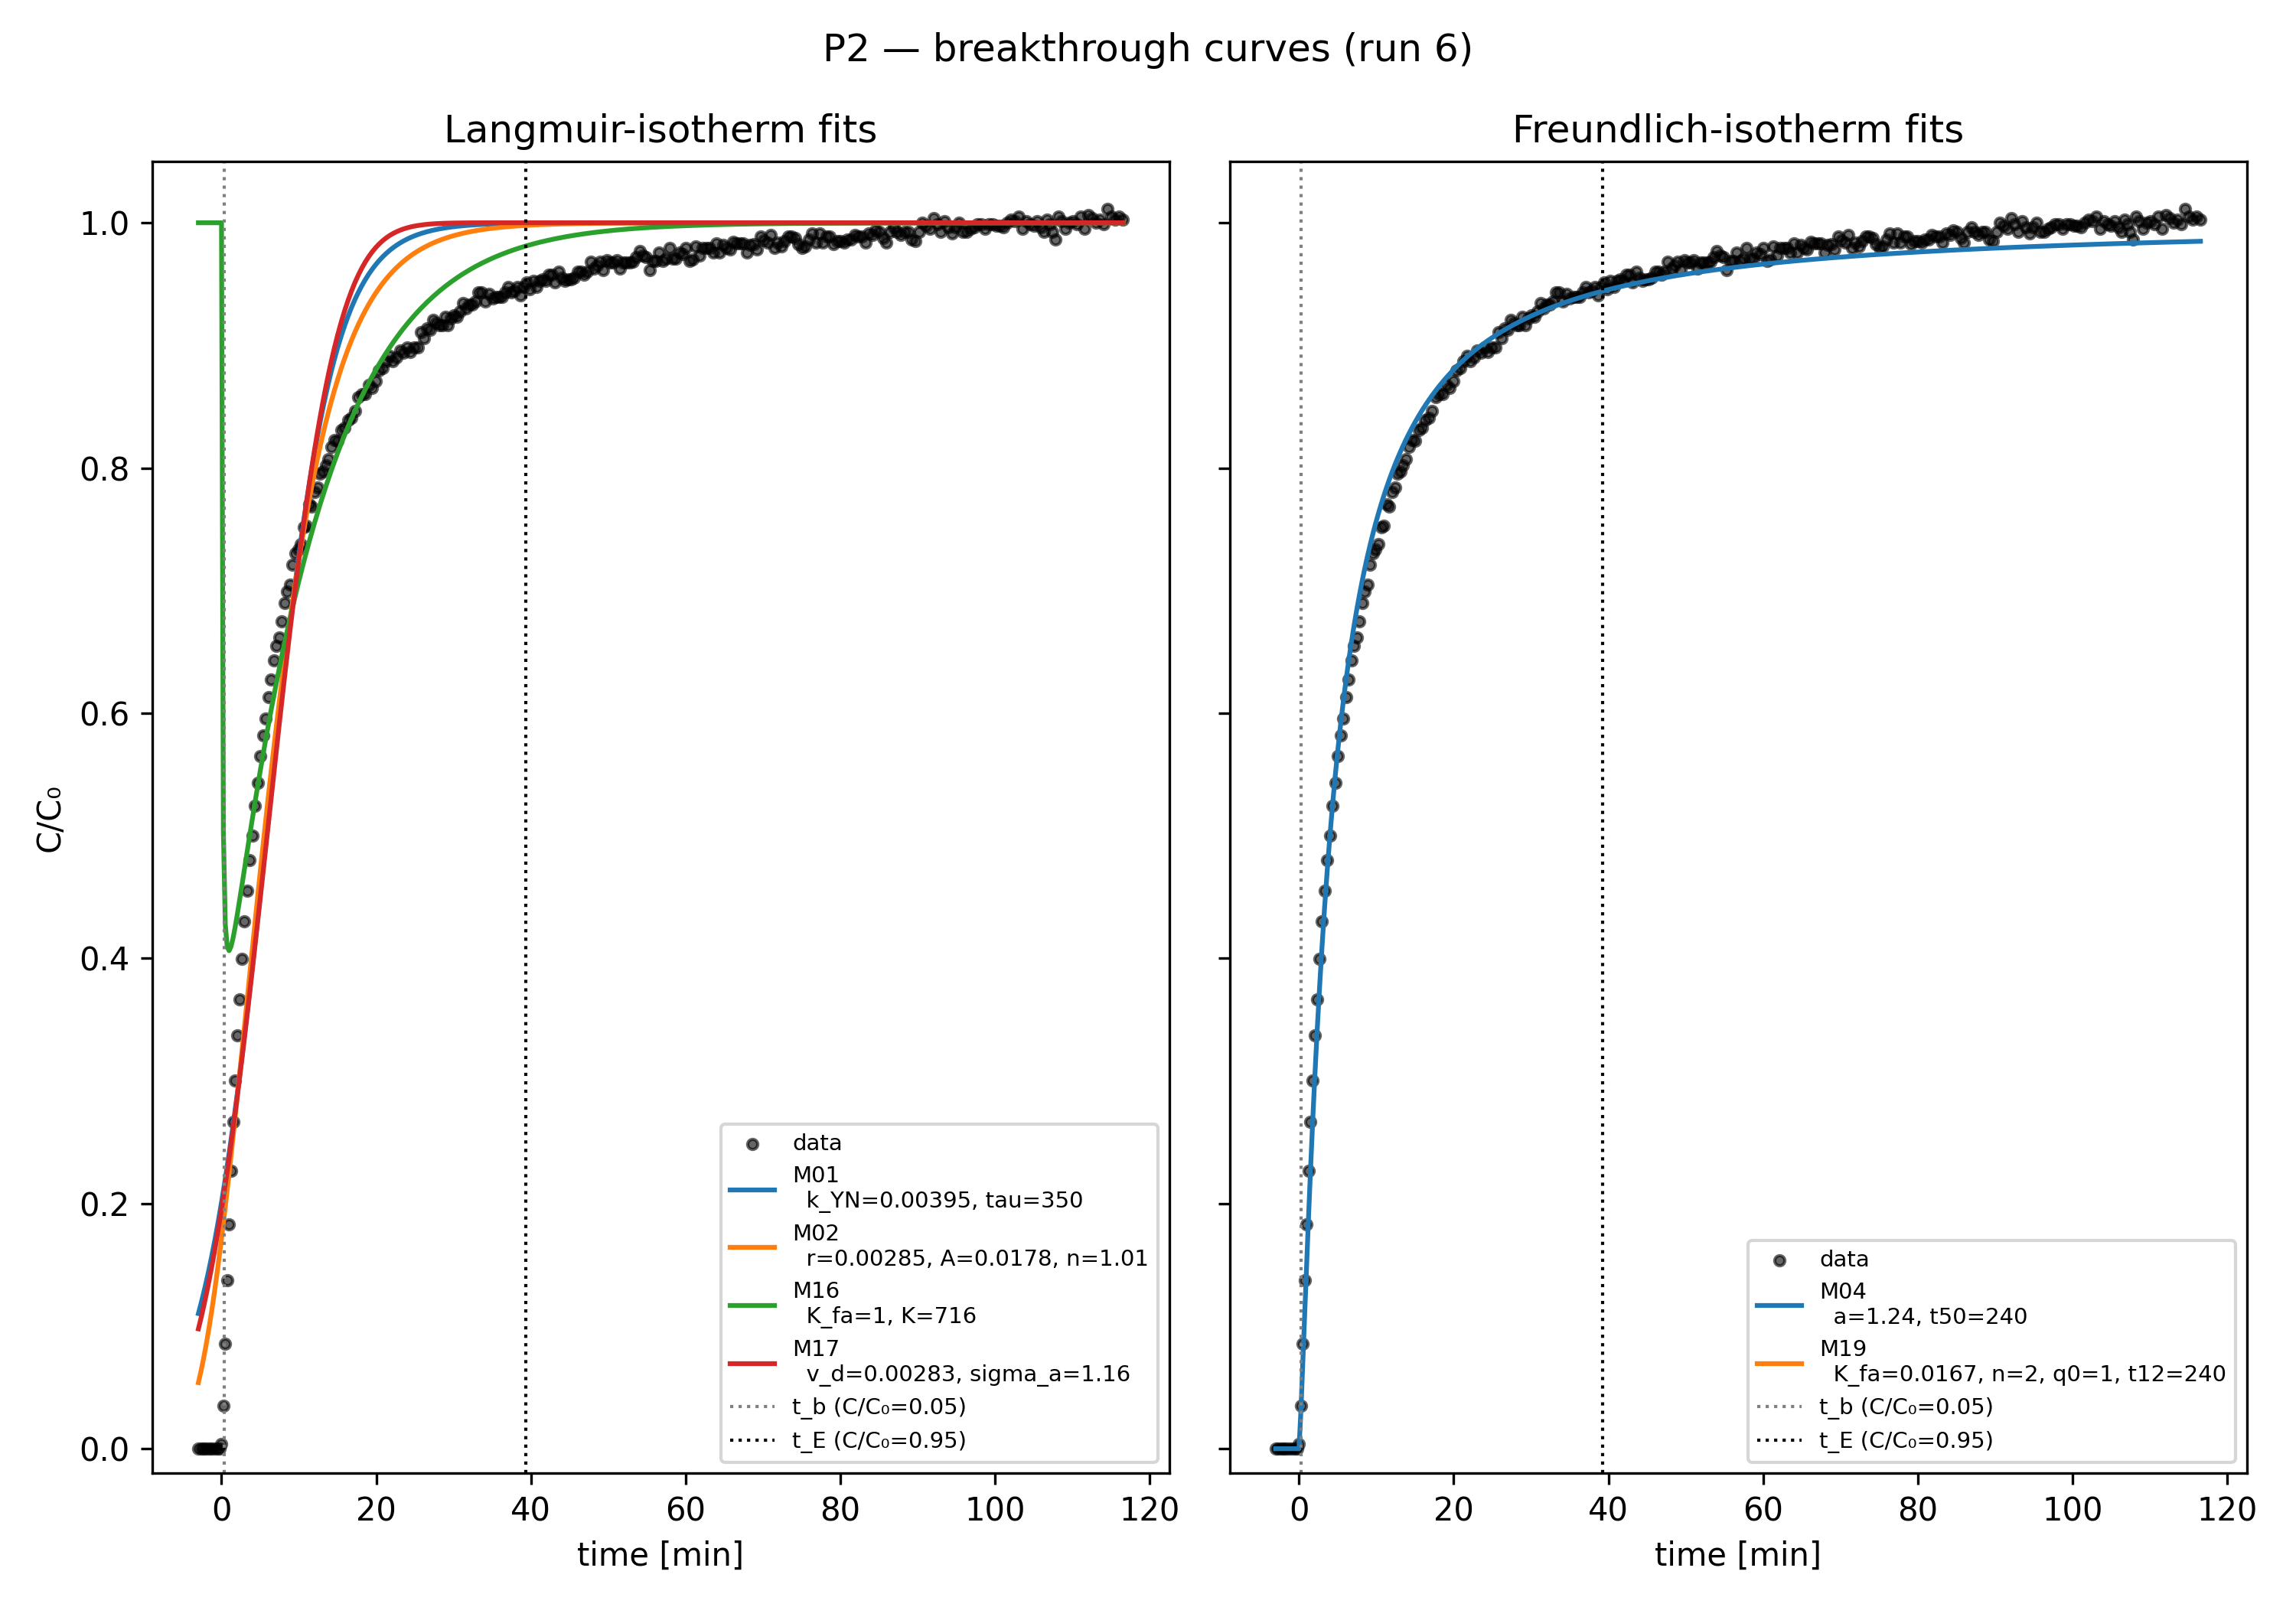 P2 — breakthrough curves (run 6)
Langmuir-isotherm fits
C/C₀
1.0
0.8
0.6
0.4
0.2
0.0
0 20 40 60 80 100 120
time [min]
data
M01
k_YN=0.00395, tau=350
M02
r=0.00285, A=0.0178, n=1.01
M16
K_fa=1, K=716
M17
v_d=0.00283, sigma_a=1.16
t_b (C/C₀=0.05)
t_E (C/C₀=0.95)
Freundlich-isotherm fits
0 20 40 60 80 100 120
time [min]
data
M04
a=1.24, t50=240
M19
K_fa=0.0167, n=2, q0=1, t12=240
t_b (C/C₀=0.05)
t_E (C/C₀=0.95)